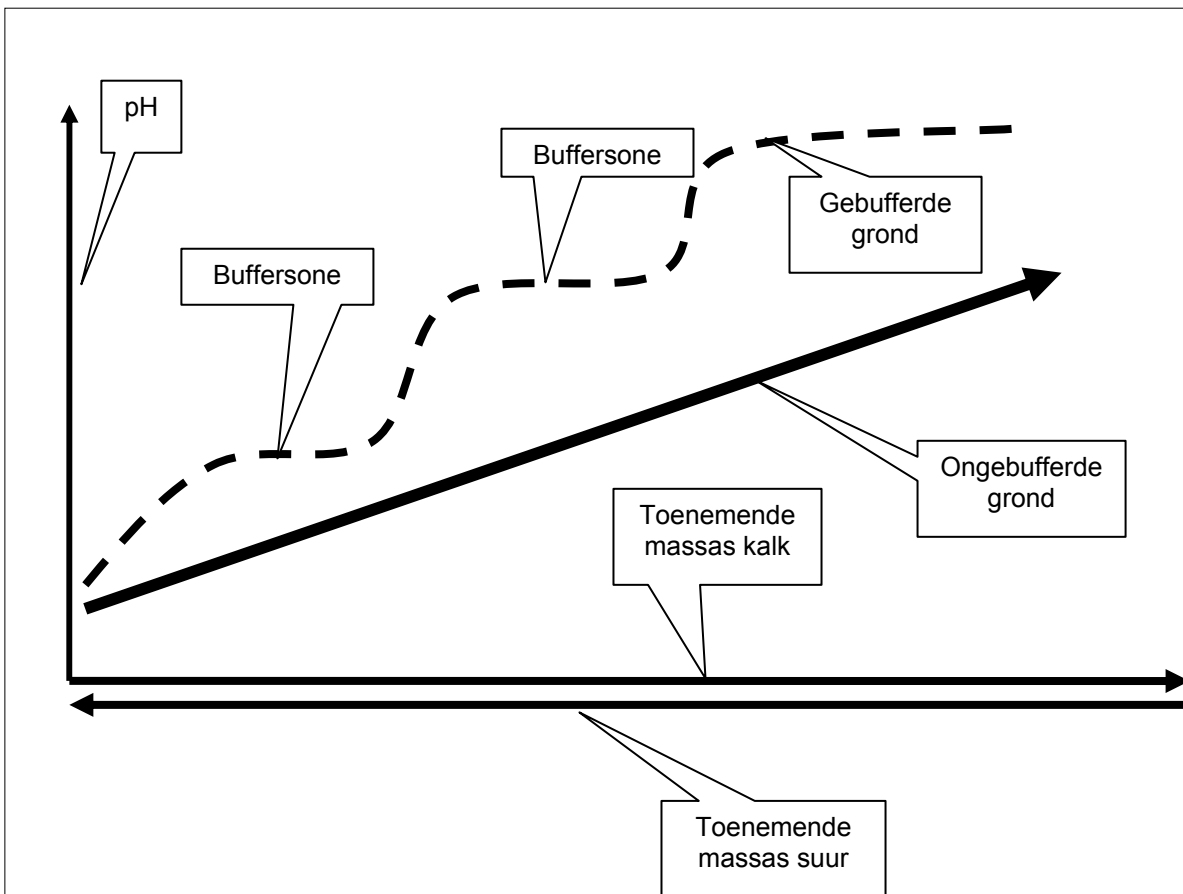 pH
Buffersone
Gebufferde
grond
Buffersone
Ongebufferde
grond
Toenemende
massas kalk
Toenemende
massas suur